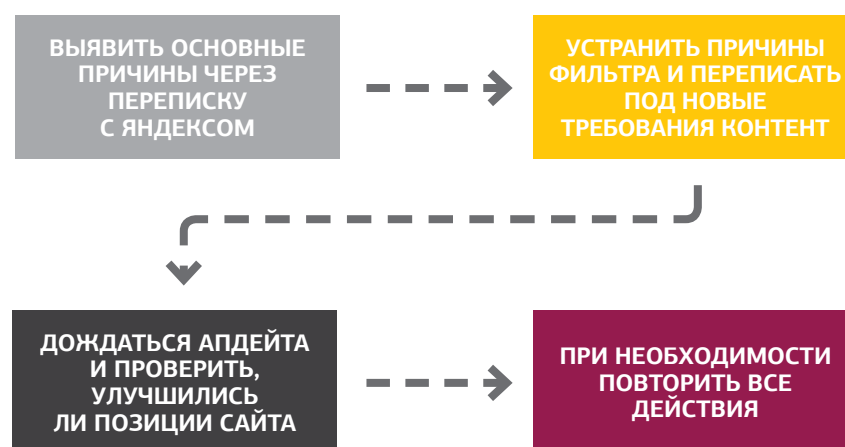 ВЫЯВИТЬ ОСНОВНЫЕ
ПРИЧИНЫ ЧЕРЕЗ
ПЕРЕПИСКУ
С ЯНДЕКСОМ
УСТРАНИТЬ ПРИЧИНЫ
ФИЛЬТРА И ПЕРЕПИСАТЬ
ПОД НОВЫЕ
ТРЕБОВАНИЯ КОНТЕНТ
ДОЖДАТЬСЯ АПДЕЙТА
И ПРОВЕРИТЬ,
УЛУЧШИЛИСЬ
ЛИ ПОЗИЦИИ САЙТА
ПРИ НЕОБХОДИМОСТИ
ПОВТОРИТЬ ВСЕ
ДЕЙСТВИЯ